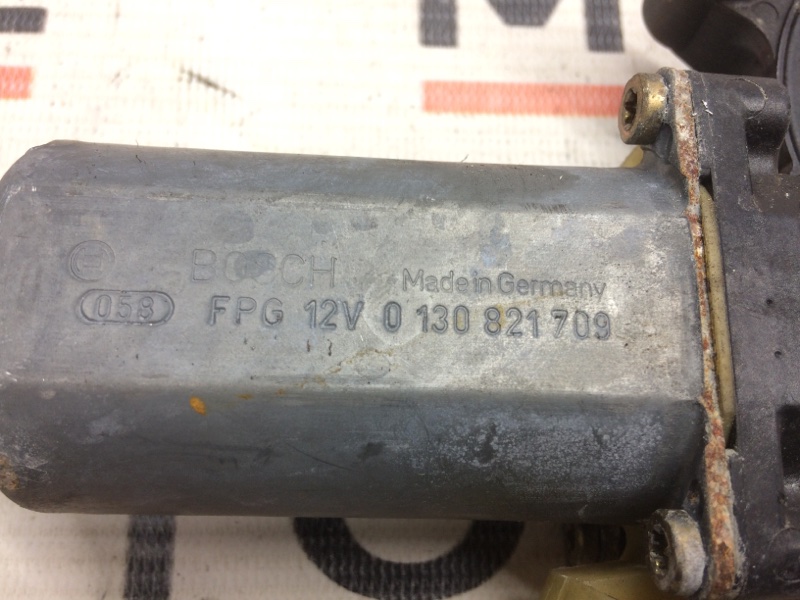 BOSCH Made in Germany
058 FPG 12V 0 130 821 709